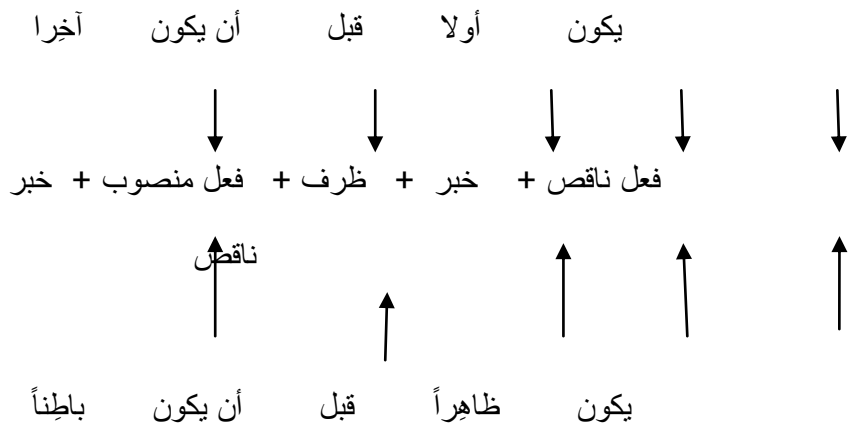 يكون أولا قبل أن يكون آخِرا
فعل ناقص + خبر + ظرف + فعل منصوب + خبر
ناقص
يكون ظاهِراً قبل أن يكون باطِناً